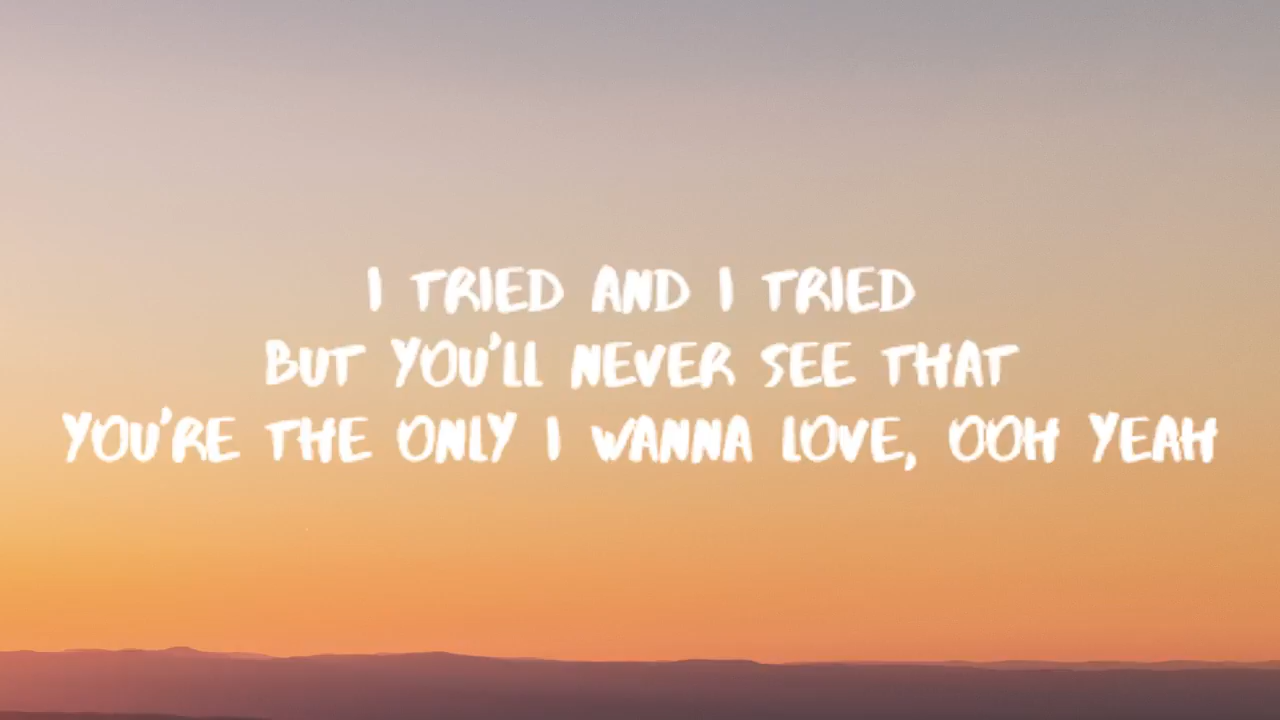 I TRIED AND I TRIED
BUT YOU'LL NEVER SEE THAT
YOU'RE THE ONLY I WANNA LOVE, OOH YEAH